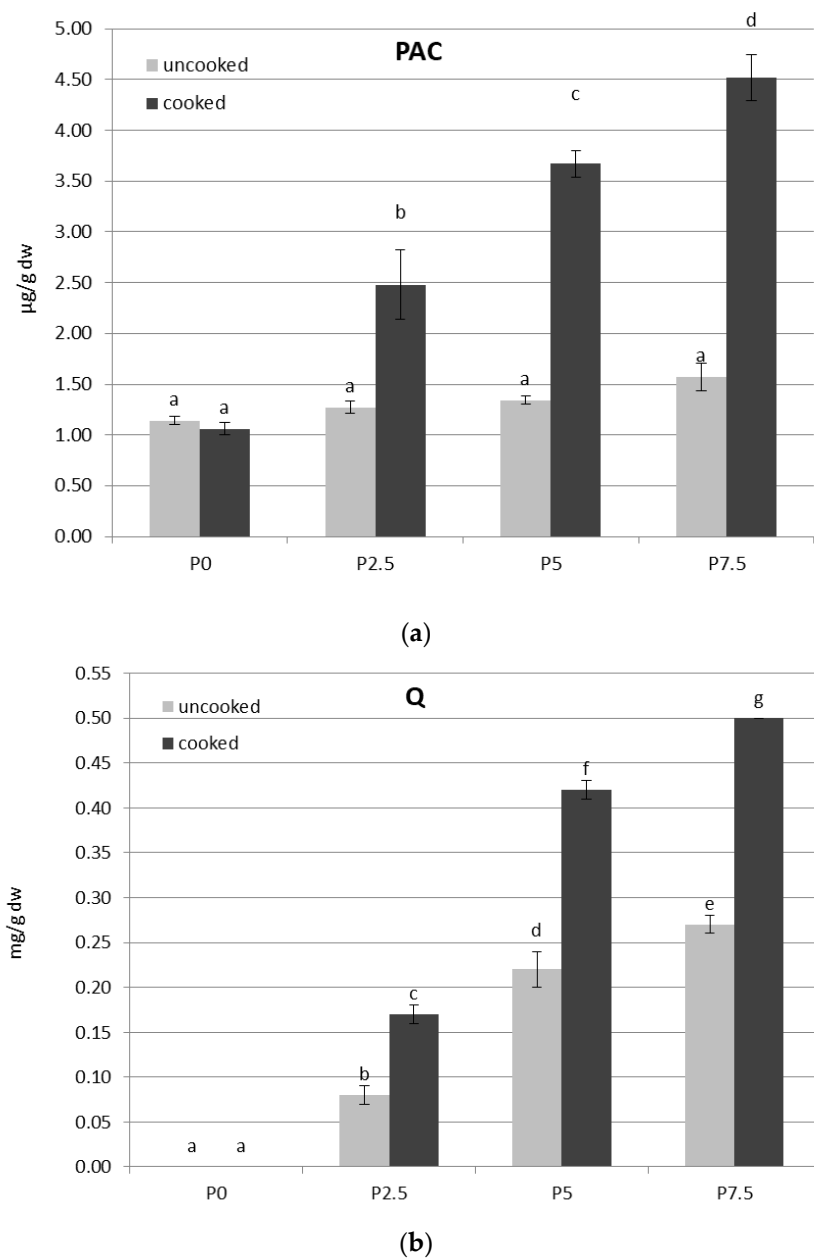 PAC
uncooked
cooked
5.00
4.50
4.00
3.50
3.00
2.50
2.00
1.50
1.00
0.50
0.00
µg/g dw
a
a
a
b
a
c
a
d
P0
P2.5
P5
P7.5
(a)
Q
uncooked
cooked
0.55
0.50
0.45
0.40
0.35
0.30
0.25
0.20
0.15
0.10
0.05
0.00
mg/g dw
a
a
b
c
d
f
e
g
P0
P2.5
P5
P7.5
(b)